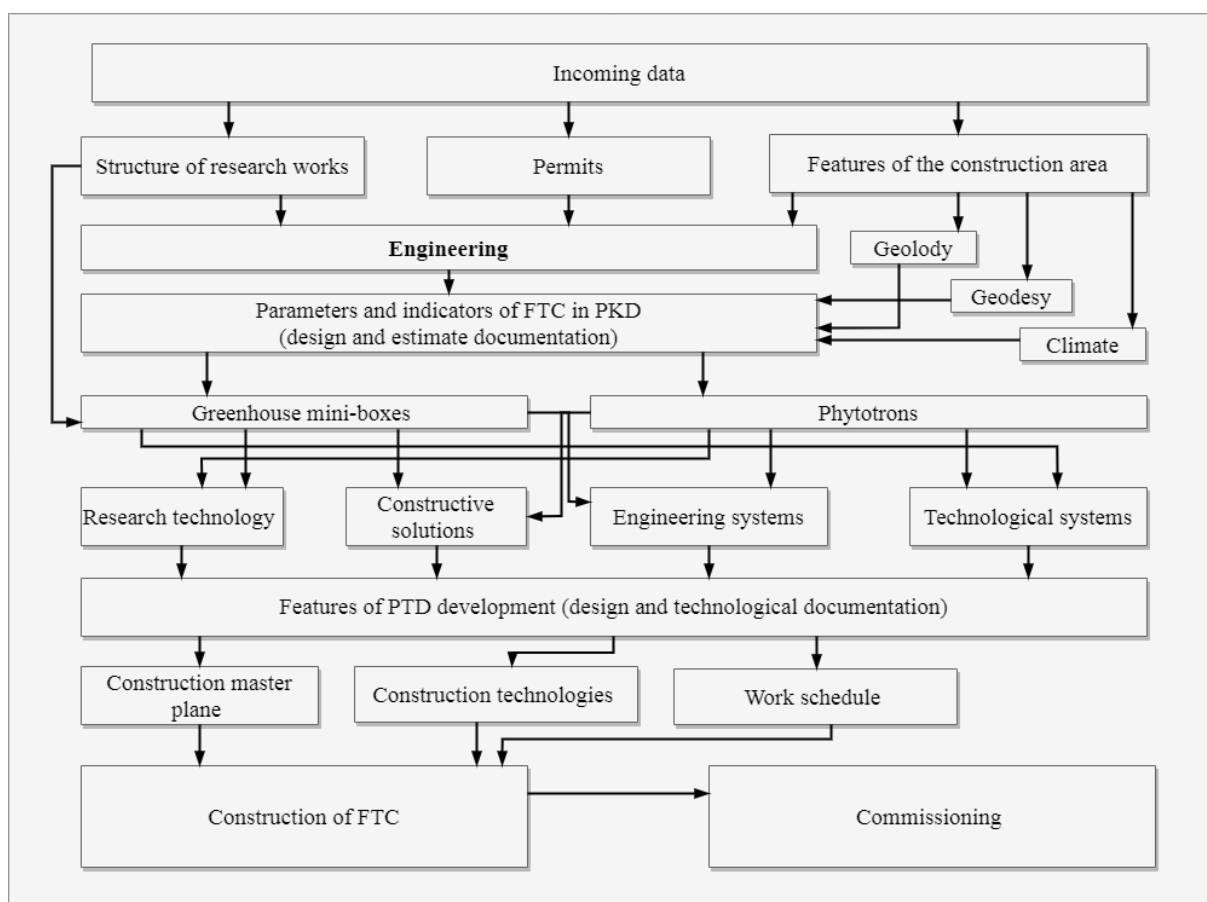 Incoming data
Structure of research works
Permits
Features of the construction area
Engineering
Geolody
Geodesy
Parameters and indicators of FTC in PKD
(design and estimate documentation)
Climate
Greenhouse mini-boxes
Phytotrons
Research technology
Constructive
solutions
Engineering systems
Technological systems
Features of PTD development (design and technological documentation)
Construction master
plane
Construction technologies
Work schedule
Construction of FTC
Commissioning